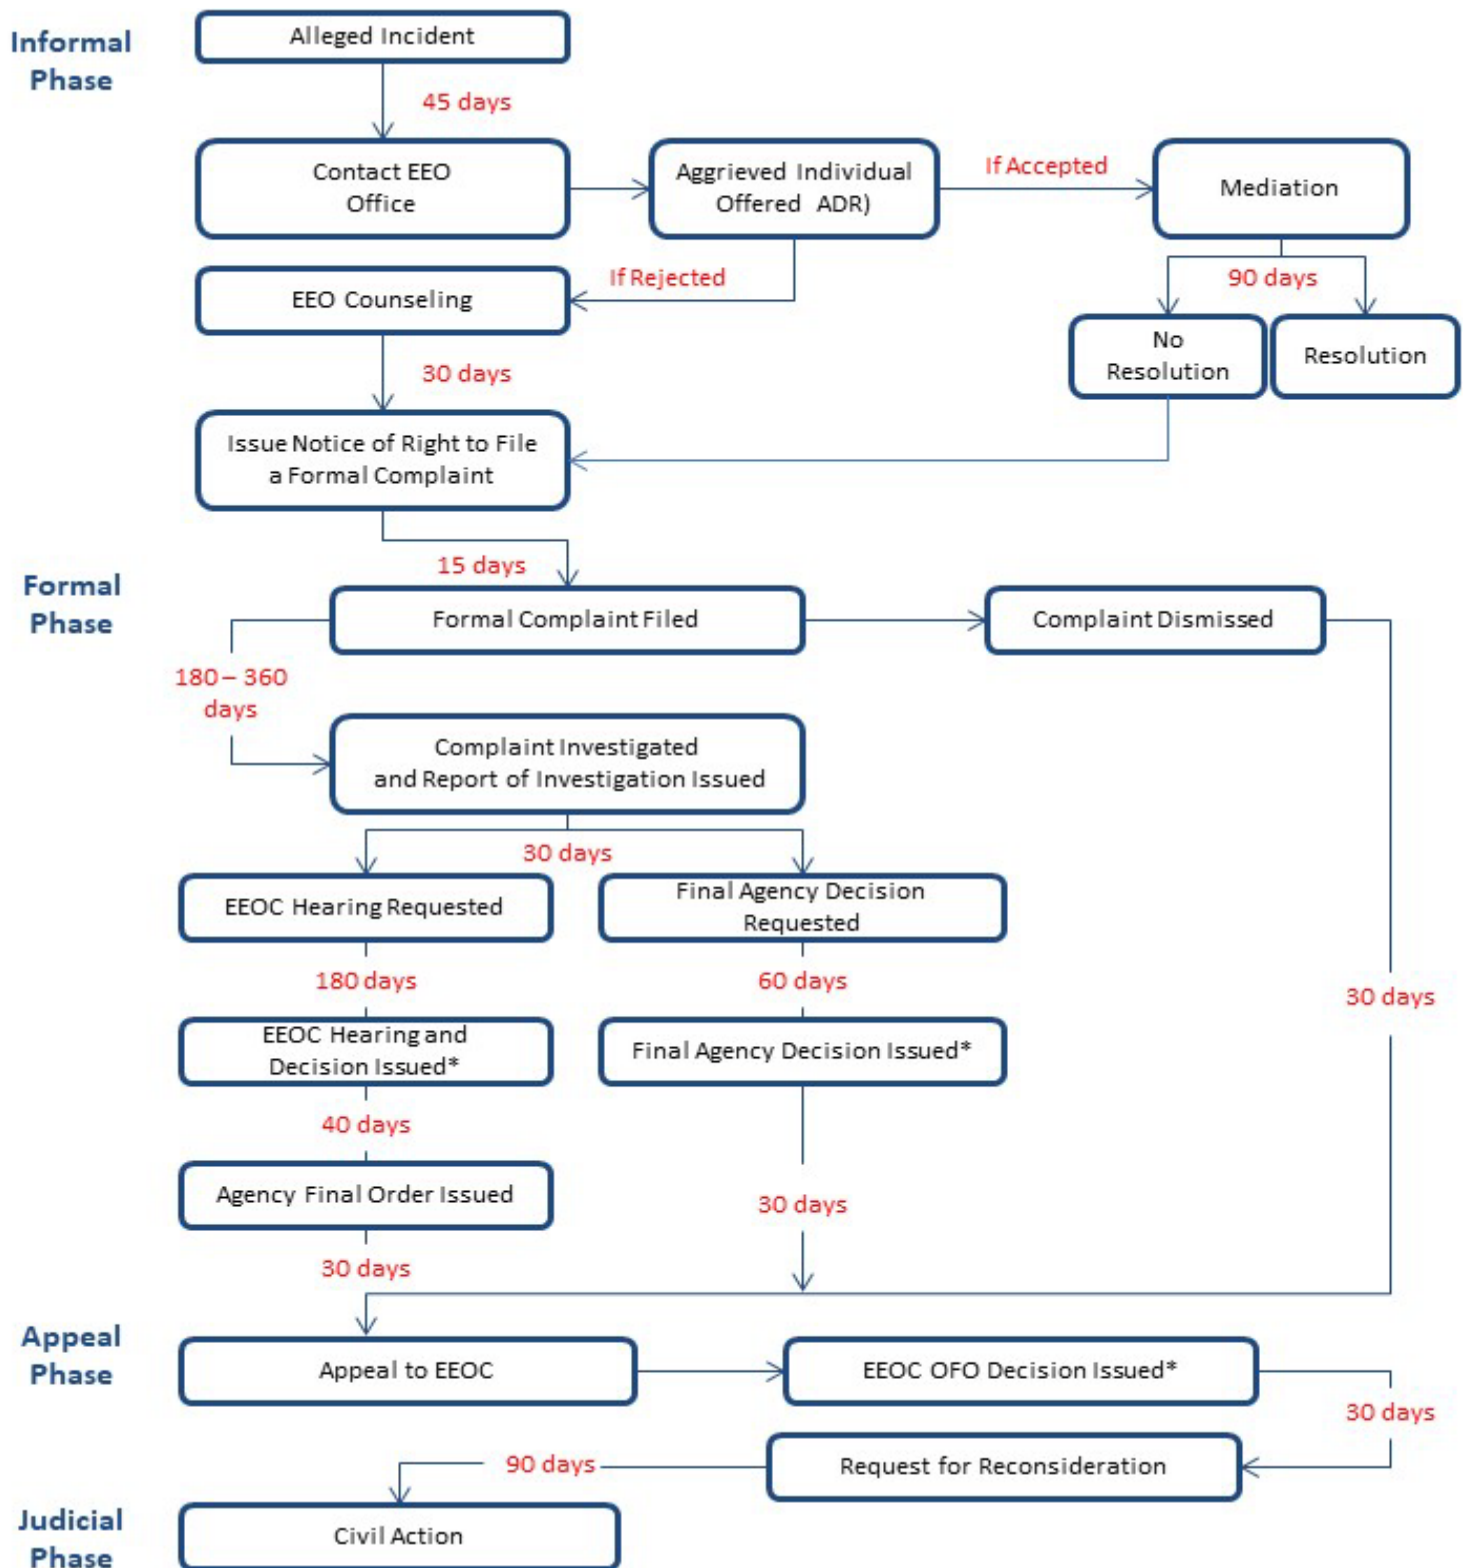 Informal
Phase
Alleged Incident
45 days
Contact EEO
Office
Aggrieved Individual
Offered ADR)
If Accepted
Mediation
90 days
If Rejected
EEO Counseling
No
Resolution
Resolution
30 days
Issue Notice of Right to File
a Formal Complaint
15 days
Formal
Phase
Formal Complaint Filed
Complaint Dismissed
180 – 360
days
Complaint Investigated
and Report of Investigation Issued
30 days
EEOC Hearing Requested
Final Agency Decision
Requested
180 days
60 days
30 days
EEOC Hearing and
Decision Issued*
Final Agency Decision Issued*
40 days
Agency Final Order Issued
30 days
30 days
Appeal
Phase
Appeal to EEOC
EEOC OFO Decision Issued*
30 days
Request for Reconsideration
90 days
Judicial
Phase
Civil Action